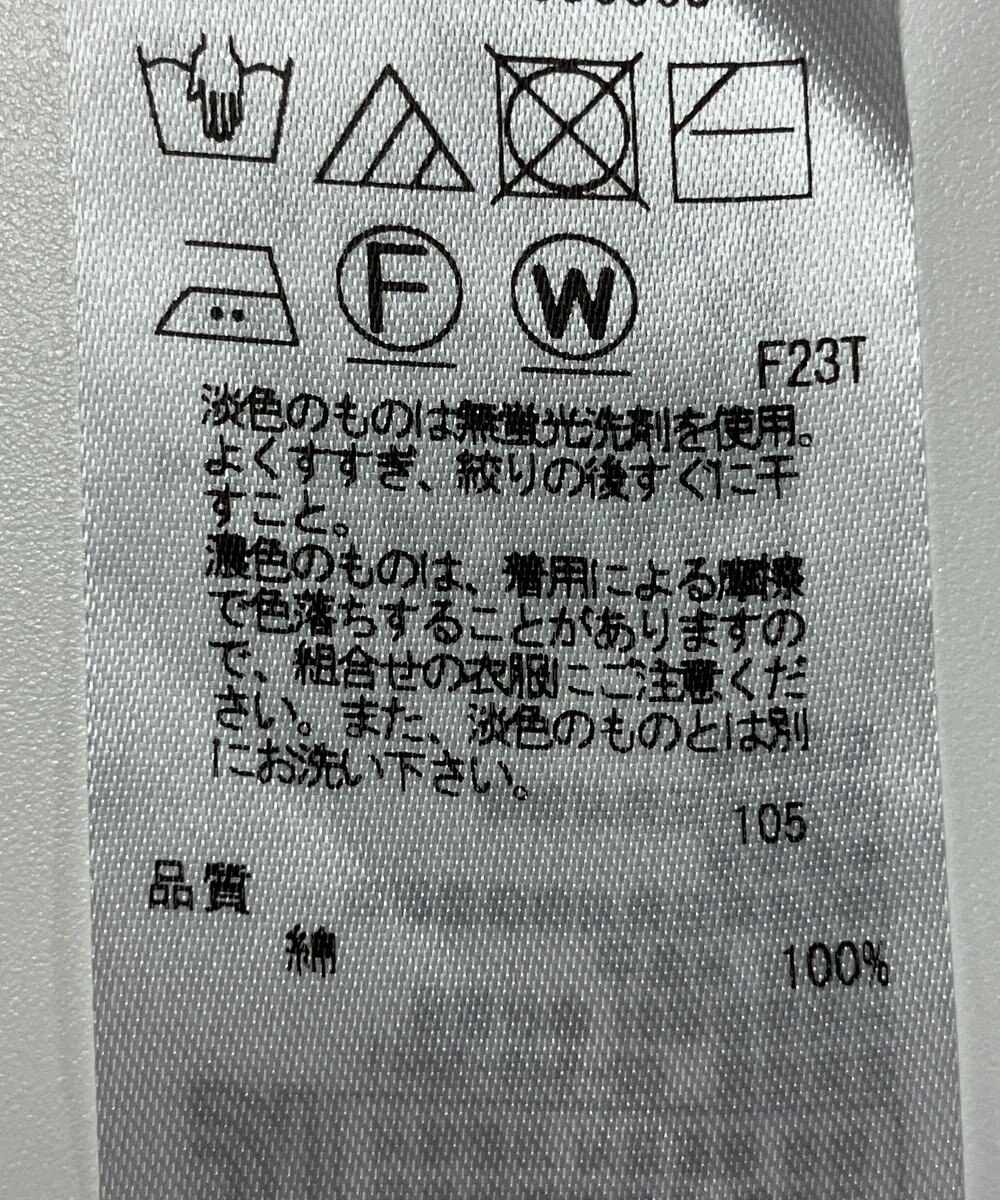 F
W
F23T
淡色のものは無蛍光洗剤を使用。
よくすすぎ、絞りの後すぐに干
すこと。
濃色のものは、着用による摩擦
で色落ちすることがありますの
で、組合せの衣服にご注意くだ
さい。また、淡色のものとは別
にお洗い下さい。
105
品質
綿 100%